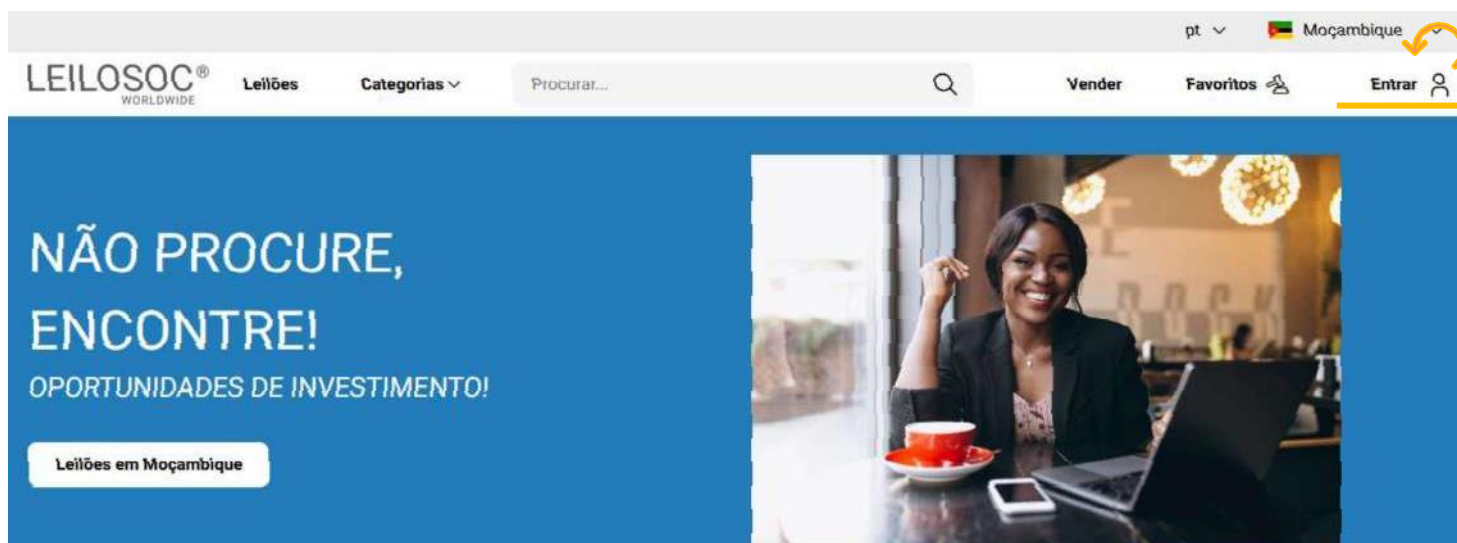 pt Moçambique
LEILOSOC® Leilões Categorias Procurar... Vender Favoritos Entrar
WORLDWIDE
NÃO PROCURE,
ENCONTRE!
OPORTUNIDADES DE INVESTIMENTO!
Leilões em Moçambique